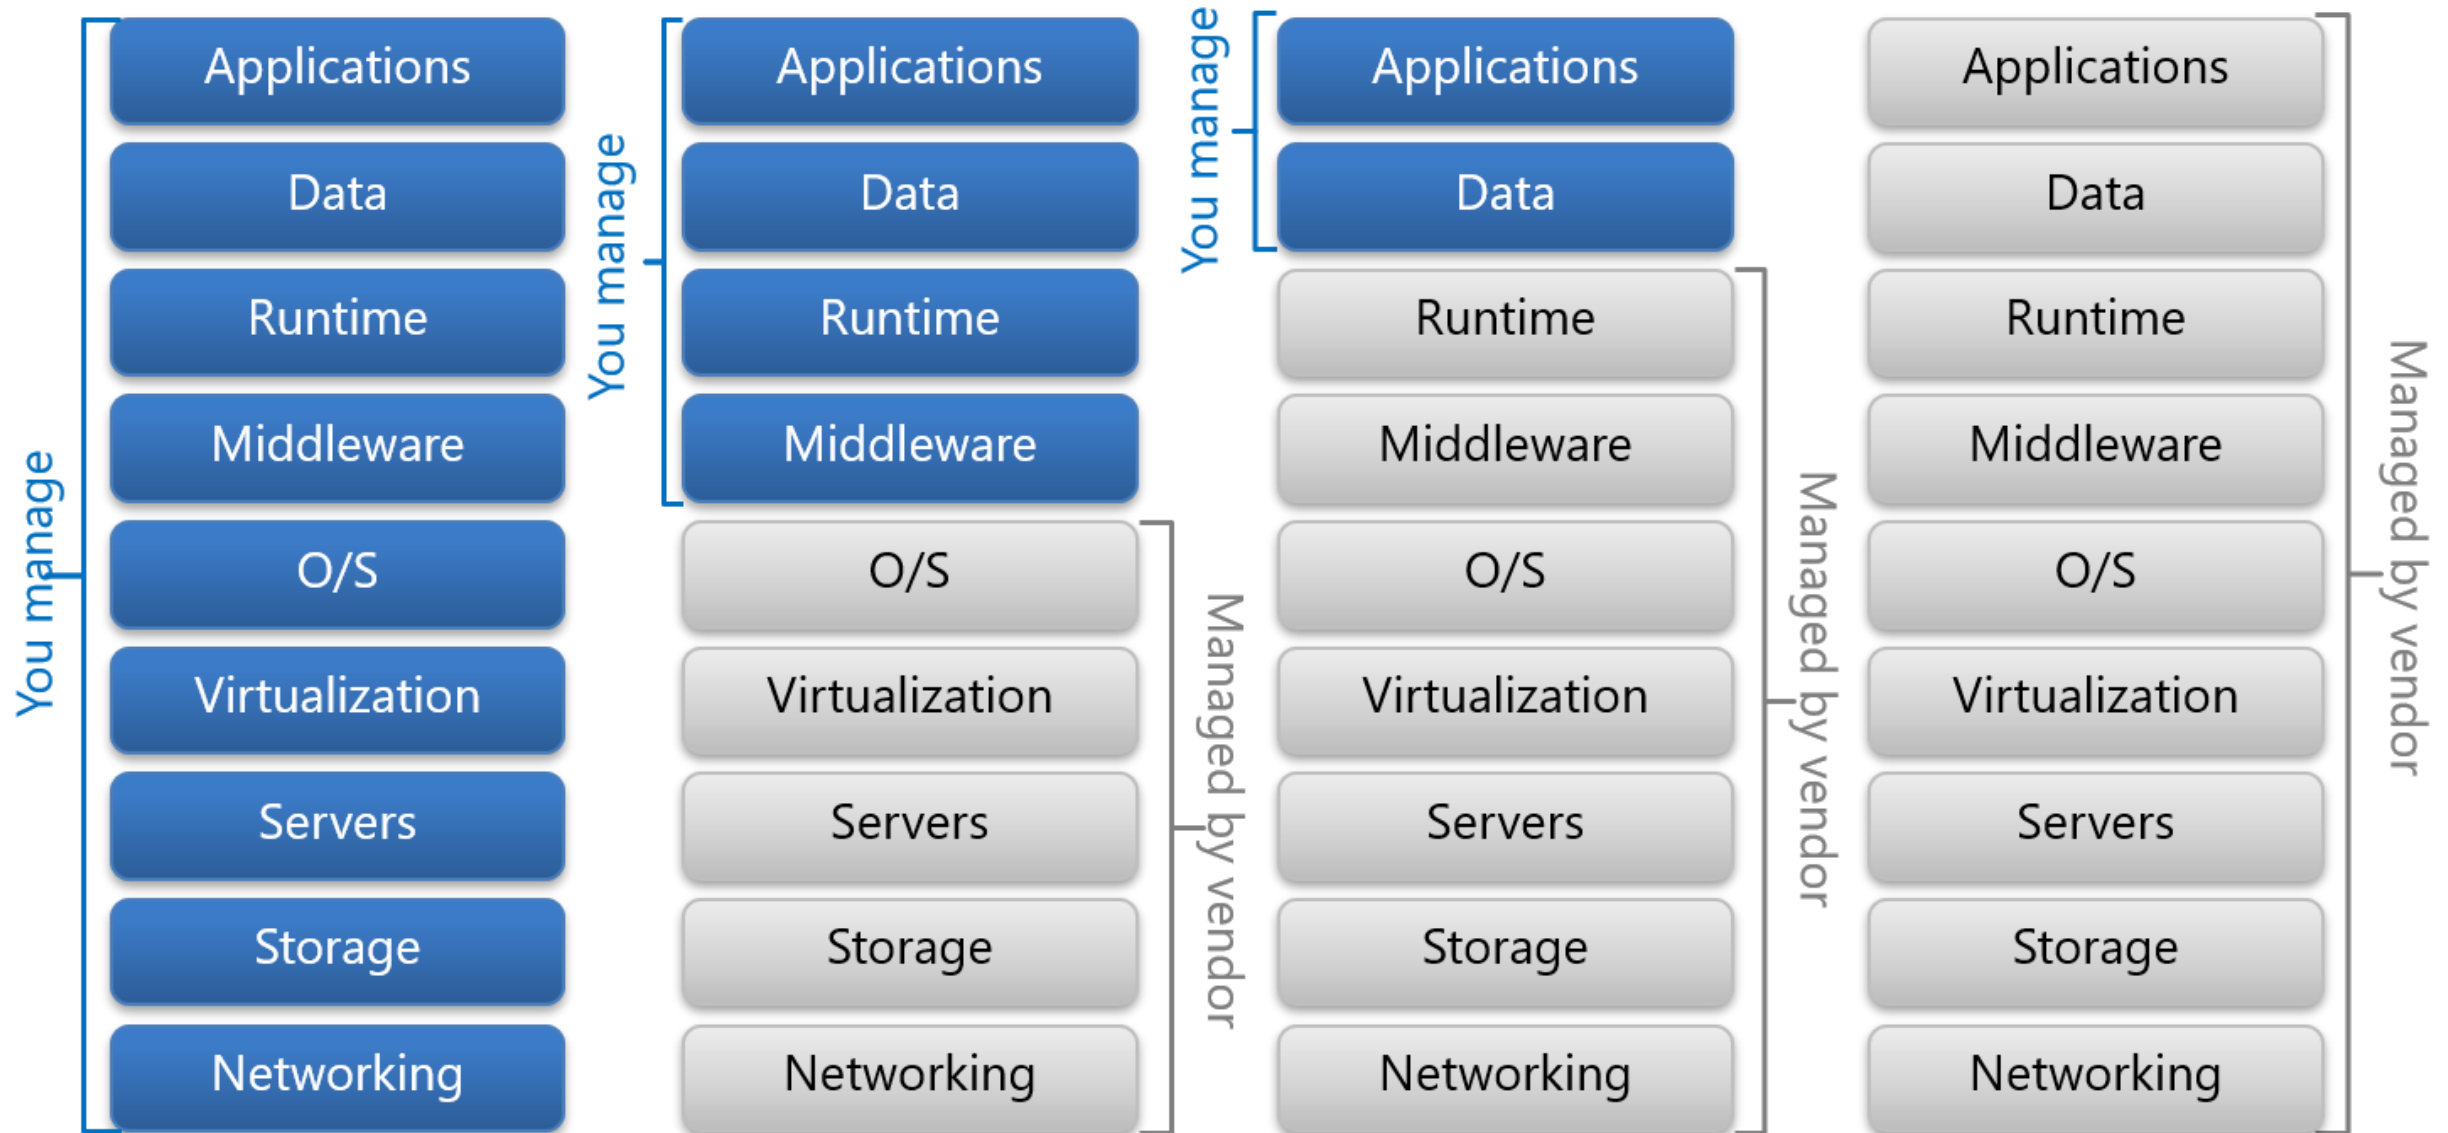 You manage
Applications
Data
Runtime
Middleware
O/S
Virtualization
Servers
Storage
Networking
You manage
Applications
Data
Runtime
Middleware
O/S
Virtualization
Servers
Storage
Networking
Managed by vendor
You manage
Applications
Data
Runtime
Middleware
O/S
Virtualization
Servers
Storage
Networking
Managed by vendor
Applications
Data
Runtime
Middleware
O/S
Virtualization
Servers
Storage
Networking
Managed by vendor